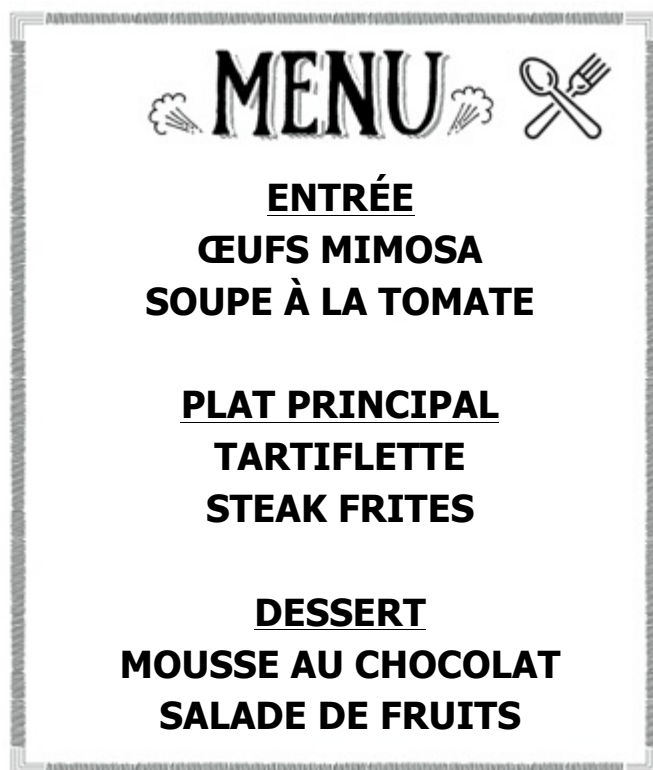 MENU
ENTRÉE
ŒUFS MIMOSA
SOUPE À LA TOMATE
PLAT PRINCIPAL
TARTIFLETTE
STEAK FRITES
DESSERT
MOUSSE AU CHOCOLAT
SALADE DE FRUITS